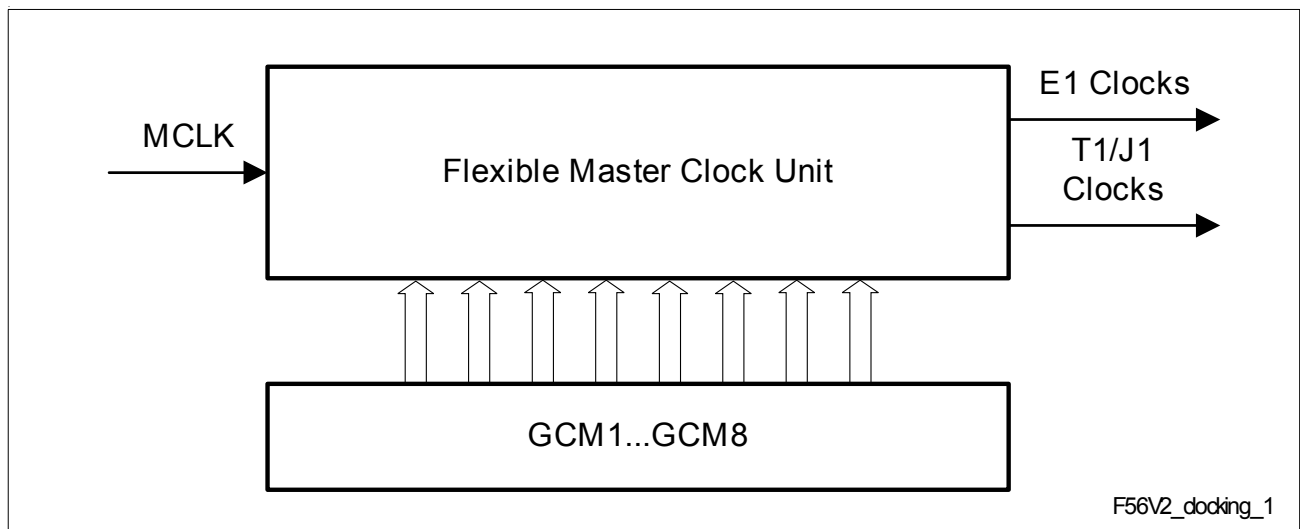 E1 Clocks
MCLK
T1/J1
Clocks
Flexible Master Clock Unit
GCM1...GCM8
F56V2_docking_1